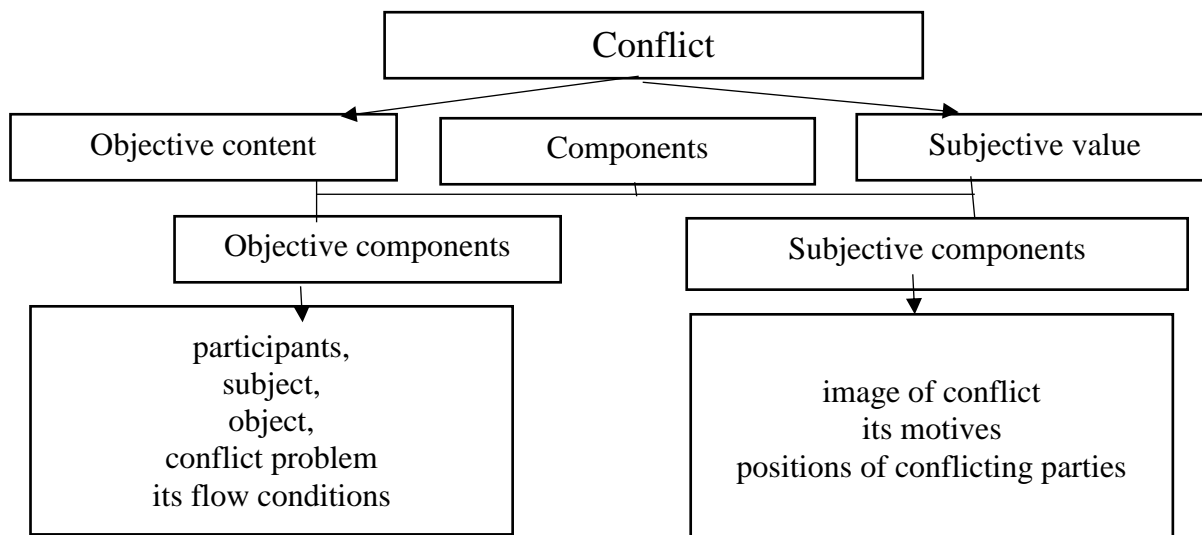 Conflict
Objective content
Components
Subjective value
Objective components
Subjective components
participants,
subject,
object,
conflict problem
its flow conditions
image of conflict
its motives
positions of conflicting parties